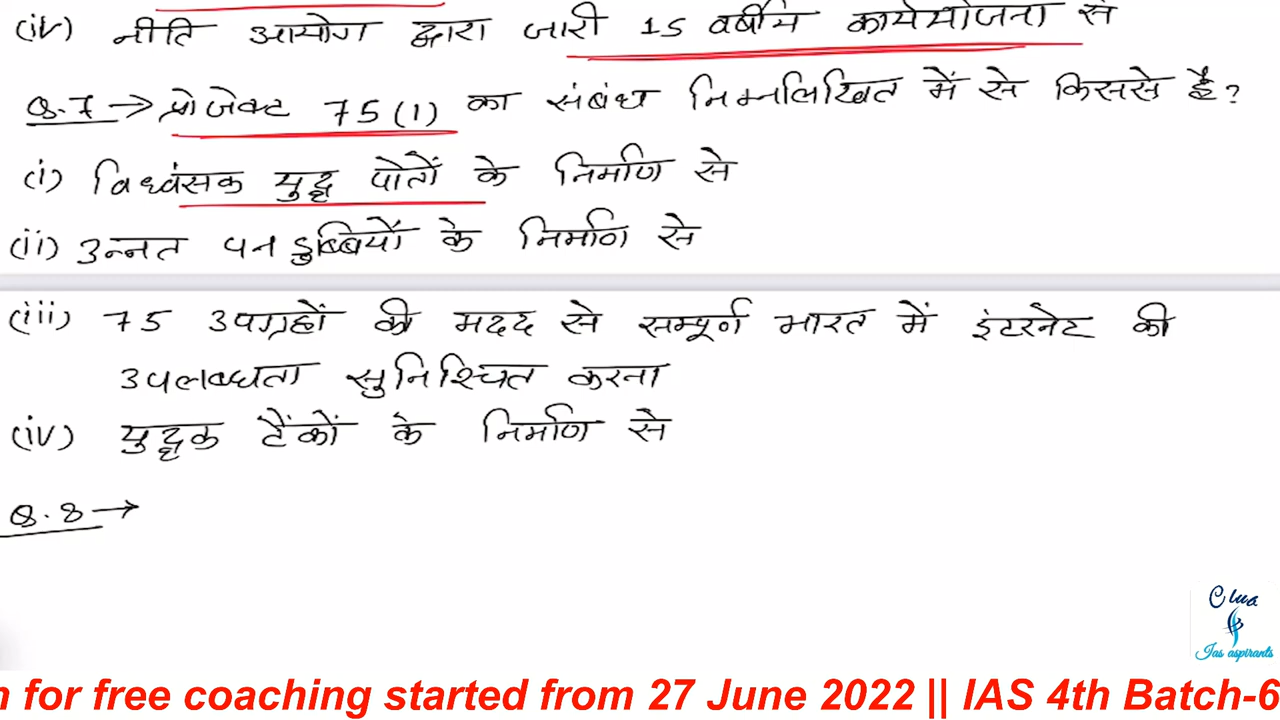 (iv) नीति आयोग द्वारा जारी 15 वर्षीय कार्ययोजना से
Q.7 → प्रोजेक्ट 75 (1) का संबंध निम्नलिखित में से किससे है?
(i) विध्वंसक युद्ध पोतों के निर्माण से
(ii) उन्नत पनडुब्बियों के निर्माण से
(iii) 75 उपग्रहों की मदद से सम्पूर्ण भारत में इंटरनेट की
उपलब्धता सुनिश्चित करना
(iv) युद्धक टैंकों के निर्माण से
Q.8 →
Clue
Ias aspirants
n for free coaching started from 27 June 2022 || IAS 4th Batch-6